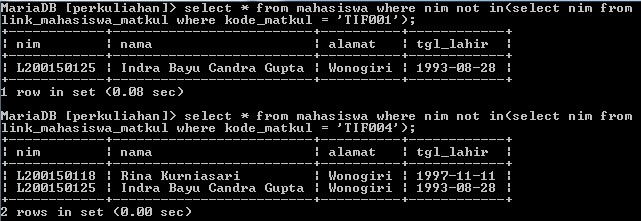 MariaDB [perkuliahan]> select * from mahasiswa where nim not in(select nim from
link_mahasiswa_matkul where kode_matkul = 'TIF001');
+-----------+--------------------------+----------+------------+
¦ nim       ¦ nama                     ¦ alamat   ¦ tgl_lahir  ¦
+-----------+--------------------------+----------+------------+
¦ L200150125 ¦ Indra Bayu Candra Gupta ¦ Wonogiri ¦ 1993-08-28 ¦
+-----------+--------------------------+----------+------------+
1 row in set (0.08 sec)
MariaDB [perkuliahan]> select * from mahasiswa where nim not in(select nim from
link_mahasiswa_matkul where kode_matkul = 'TIF004');
+-----------+--------------------------+----------+------------+
¦ nim       ¦ nama                     ¦ alamat   ¦ tgl_lahir  ¦
+-----------+--------------------------+----------+------------+
¦ L200150118 ¦ Rina Kurniasari         ¦ Wonogiri ¦ 1997-11-11 ¦
¦ L200150125 ¦ Indra Bayu Candra Gupta ¦ Wonogiri ¦ 1993-08-28 ¦
+-----------+--------------------------+----------+------------+
2 rows in set (0.00 sec)